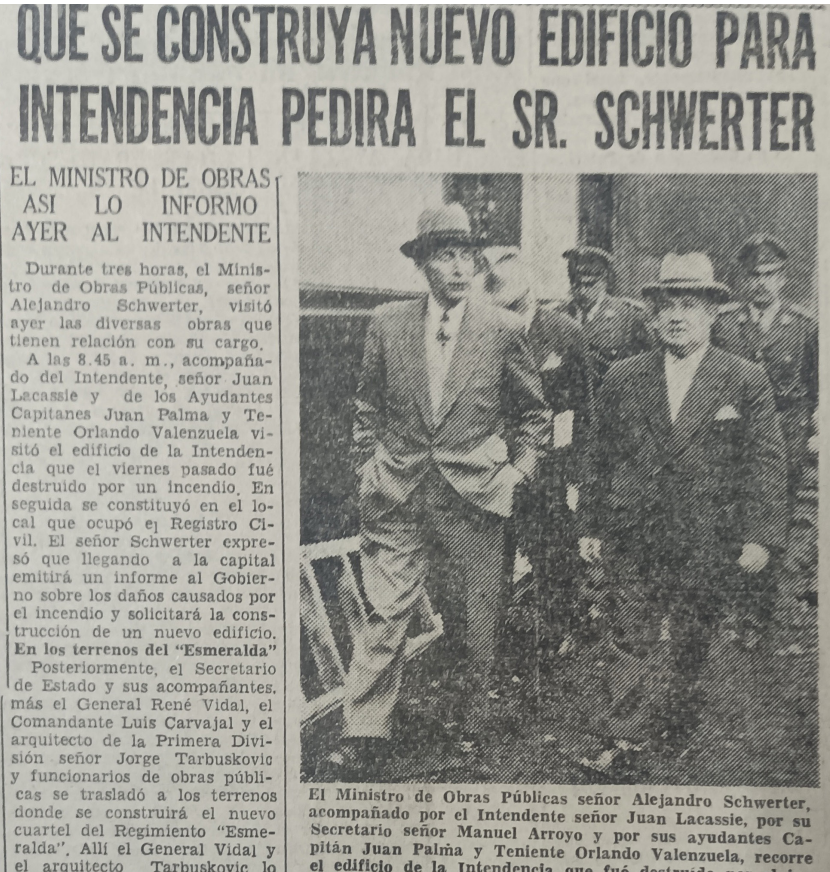 QUE SE CONSTRUYA NUEVO EDIFICIO PARA
INTENDENCIA PEDIRA EL SR. SCHWERTER
EL MINISTRO DE OBRAS
ASI LO INFORMO
AYER AL INTENDENTE
Durante tres horas, el Minis-
tro de Obras Públicas, señor
Alejandro Schwerter, visitó
ayer las diversas obras que
tienen relación con su cargo.
A las 8.45 a. m., acompaña-
do del Intendente, señor Juan
Lacassie y de los Ayudantes
Capitanes Juan Palma y Te-
niente Orlando Valenzuela vi-
sitó el edificio de la Intenden-
cia que el viernes pasado fué
destruido por un incendio. En
seguida se constituyó en el lo-
cal que ocupó el Registro Ci-
vil. El señor Schwerter expre-
só que llegando a la capital
emitirá un informe al Gobier-
no sobre los daños causados por
el incendio y solicitará la cons-
trucción de un nuevo edificio.
En los terrenos del "Esmeralda"
Posteriormente, el Secretario
de Estado y sus acompañantes,
más el General René Vidal, el
Comandante Luis Carvajal y el
arquitecto de la Primera Divi-
sión señor Jorge Tarbuskovic
y funcionarios de obras públi-
cas se trasladó a los terrenos
donde se construirá el nuevo
cuartel del Regimiento "Esme-
ralda". Allí el General Vidal y
el arquitecto Tarbuskovic lo
El Ministro de Obras Públicas señor Alejandro Schwerter,
acompañado por el Intendente señor Juan Lacassie, por su
Secretario señor Manuel Arroyo y por sus ayudantes Ca-
pitán Juan Palma y Teniente Orlando Valenzuela, recorre
el edificio de la Intendencia que fué destruido por